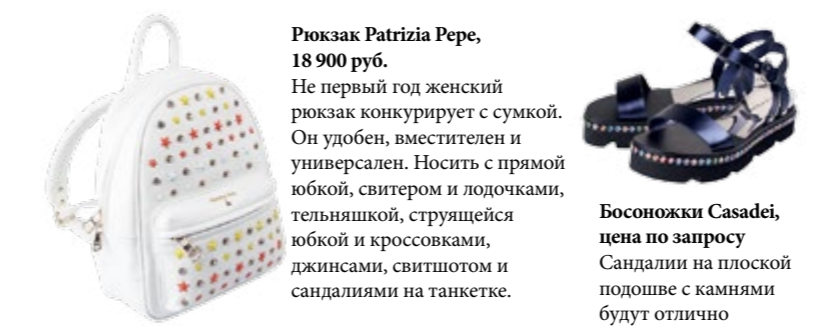 Рюкзак Patrizia Pepe,
18 900 руб.
Не первый год женский
рюкзак конкурирует с сумкой.
Он удобен, вместителен и
универсален. Носить с прямой
юбкой, свитером и лодочками,
тельняшкой, струящейся
юбкой и кроссовками,
джинсами, свитшотом и
сандалиями на танкетке.
Босоножки Casadei,
цена по запросу
Сандалии на плоской
подошве с камнями
будут отлично